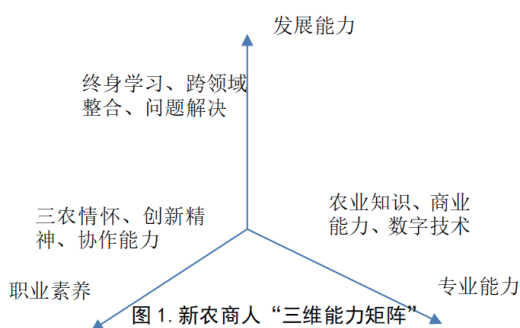 发展能力
终身学习、跨领域
整合、问题解决
三农情怀、创新精
神、协作能力
农业知识、商业
能力、数字技术
职业素养
专业能力
图 1. 新农商人“三维能力矩阵”